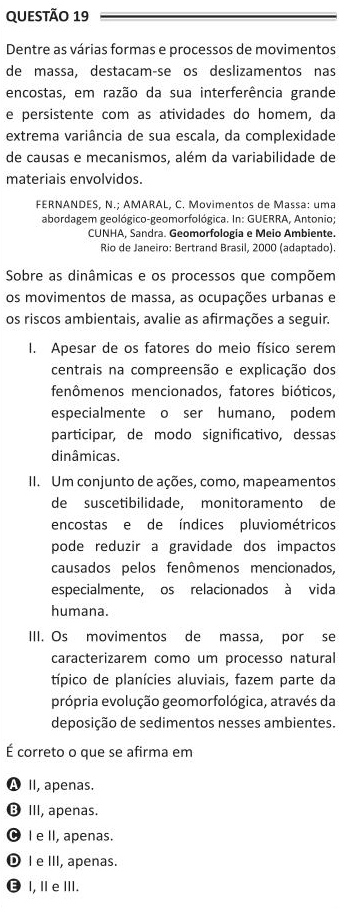 QUESTÃO 19
Dentre as várias formas e processos de movimentos
de massa, destacam-se os deslizamentos nas
encostas, em razão da sua interferência grande
e persistente com as atividades do homem, da
extrema variância de sua escala, da complexidade
de causas e mecanismos, além da variabilidade de
materiais envolvidos.
FERNANDES, N.; AMARAL, C. Movimentos de Massa: uma
abordagem geológico-geomorfológica. In: GUERRA, Antonio;
CUNHA, Sandra. Geomorfologia e Meio Ambiente.
Rio de Janeiro: Bertrand Brasil, 2000 (adaptado).
Sobre as dinâmicas e os processos que compõem
os movimentos de massa, as ocupações urbanas e
os riscos ambientais, avalie as afirmações a seguir.
I. Apesar de os fatores do meio físico serem
centrais na compreensão e explicação dos
fenômenos mencionados, fatores bióticos,
especialmente o ser humano, podem
participar, de modo significativo, dessas
dinâmicas.
II. Um conjunto de ações, como, mapeamentos
de suscetibilidade, monitoramento de
encostas e de índices pluviométricos
pode reduzir a gravidade dos impactos
causados pelos fenômenos mencionados,
especialmente, os relacionados à vida
humana.
III. Os movimentos de massa, por se
caracterizarem como um processo natural
típico de planícies aluviais, fazem parte da
própria evolução geomorfológica, através da
deposição de sedimentos nesses ambientes.
É correto o que se afirma em
A II, apenas.
B III, apenas.
C I e II, apenas.
D I e III, apenas.
E I, II e III.